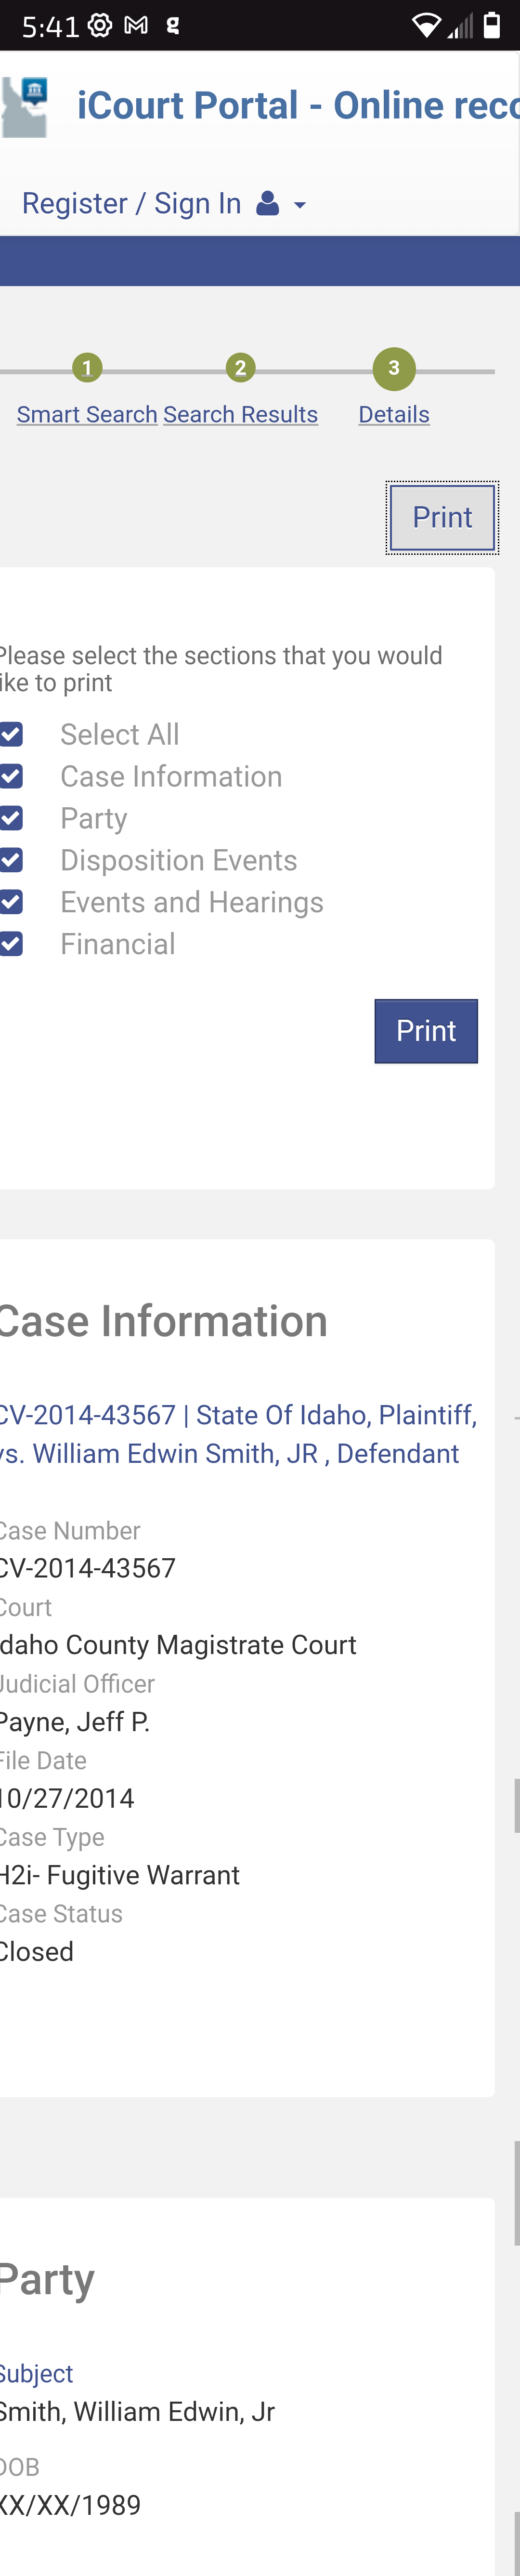 5:41
iCourt Portal - Online reco
Register / Sign In
1 2 3
Smart Search Search Results Details
Print
Please select the sections that you would
like to print
Select All
Case Information
Party
Disposition Events
Events and Hearings
Financial
Print
Case Information
CV-2014-43567 | State Of Idaho, Plaintiff,
vs. William Edwin Smith, JR , Defendant
Case Number
CV-2014-43567
Court
Idaho County Magistrate Court
Judicial Officer
Payne, Jeff P.
File Date
10/27/2014
Case Type
H2i- Fugitive Warrant
Case Status
Closed
Party
Subject
Smith, William Edwin, Jr
DOB
XX/XX/1989